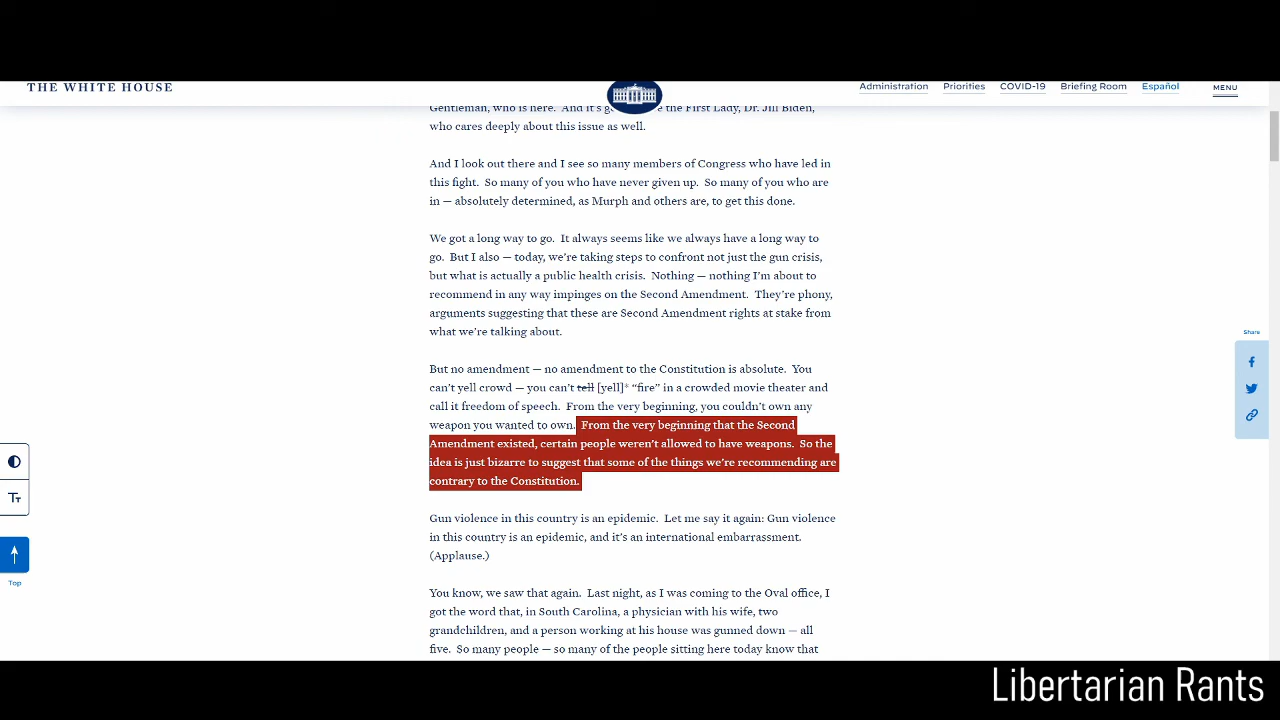 THE WHITE HOUSE
Administration Priorities COVID-19 Briefing Room Español MENU
Gentleman, who is here. And it's g e the First Lady, Dr. Jill Biden,
who cares deeply about this issue as well.
And I look out there and I see so many members of Congress who have led in
this fight. So many of you who have never given up. So many of you who are
in — absolutely determined, as Murph and others are, to get this done.
We got a long way to go. It always seems like we always have a long way to
go. But I also — today, we're taking steps to confront not just the gun crisis,
but what is actually a public health crisis. Nothing — nothing I'm about to
recommend in any way impinges on the Second Amendment. They're phony,
arguments suggesting that these are Second Amendment rights at stake from
what we're talking about.
But no amendment — no amendment to the Constitution is absolute. You
can't yell crowd — you can't tell [yell]* “fire” in a crowded movie theater and
call it freedom of speech. From the very beginning, you couldn't own any
weapon you wanted to own. From the very beginning that the Second
Amendment existed, certain people weren't allowed to have weapons. So the
idea is just bizarre to suggest that some of the things we're recommending are
contrary to the Constitution.
Gun violence in this country is an epidemic. Let me say it again: Gun violence
in this country is an epidemic, and it's an international embarrassment.
(Applause.)
You know, we saw that again. Last night, as I was coming to the Oval office, I
got the word that, in South Carolina, a physician with his wife, two
grandchildren, and a person working at his house was gunned down — all
five. So many people — so many of the people sitting here today know that
Share
TT
Top
Libertarian Rants